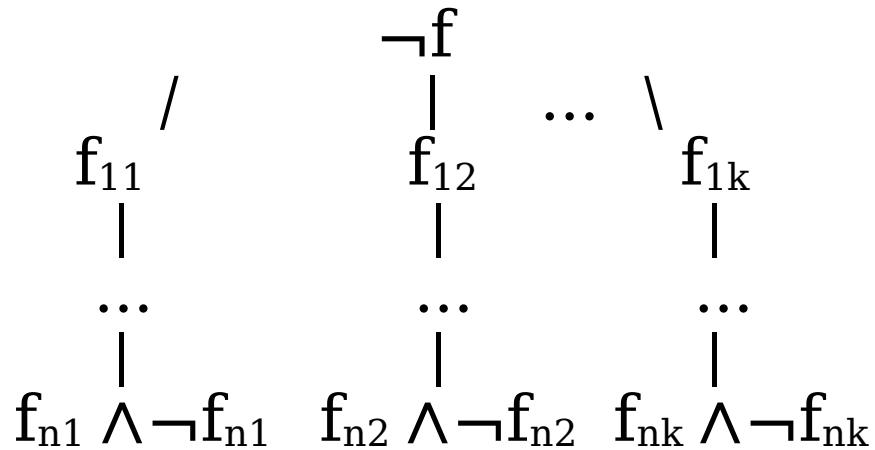 ¬f
/ | ... \
f₁₁ f₁₂ f₁ₖ
| | |
... ... ...
| | |
fₙ₁ ∧ ¬fₙ₁ fₙ₂ ∧ ¬fₙ₂ fₙₖ ∧ ¬fₙₖ